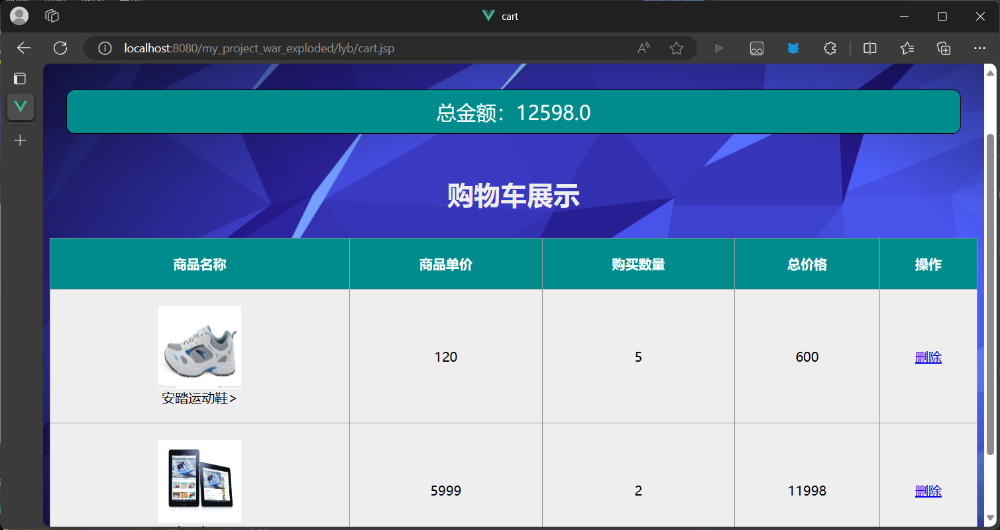 cart
localhost:8080/my_project_war_exploded/lyb/cart.jsp
总金额：12598.0
购物车展示
商品名称 商品单价 购买数量 总价格 操作
120 5 600 删除
安踏运动鞋>
5999 2 11998 删除